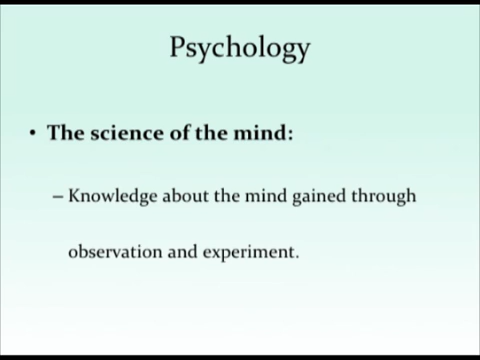 Psychology
• The science of the mind:
– Knowledge about the mind gained through
observation and experiment.